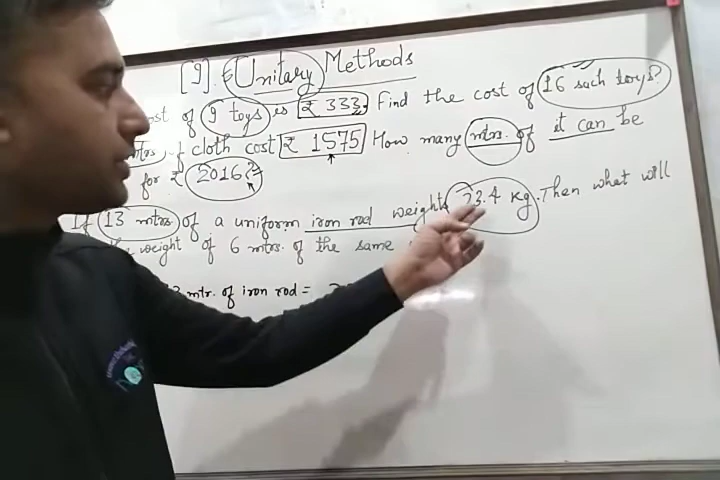 [9]. Unitary Methods
of 9 toys is ₹ 333. Find the cost of 16 such toys?
mtrs. of cloth cost ₹ 1575 How many mtrs. of it can be
for ₹ 2016?
If 13 mtrs of a uniform iron rod weights 23.4 Kg. Then what will
weight of 6 mtrs. of the same
mtr. of iron rod =